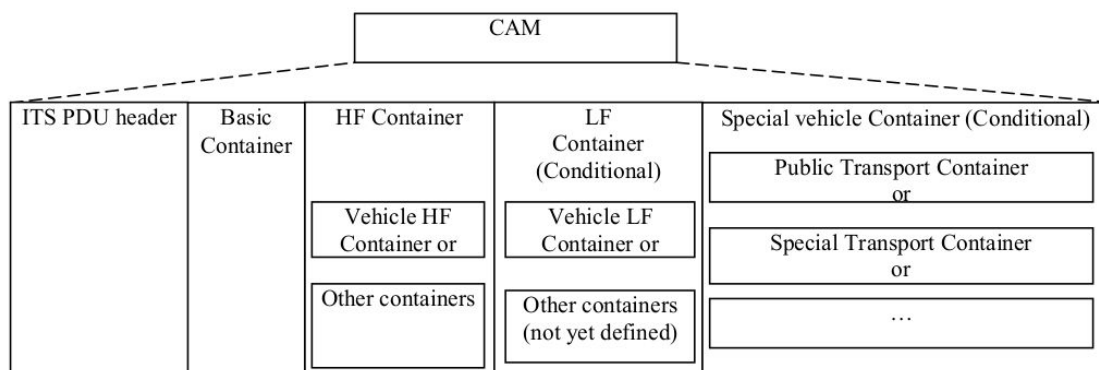 CAM
ITS PDU header
Basic
Container
HF Container
Vehicle HF
Container or
Other containers
LF
Container
(Conditional)
Vehicle LF
Container or
Other containers
(not yet defined)
Special vehicle Container (Conditional)
Public Transport Container
or
Special Transport Container
or
…